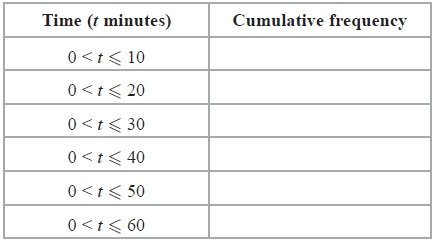 Time (t minutes) Cumulative frequency
0 < t ⩽ 10
0 < t ⩽ 20
0 < t ⩽ 30
0 < t ⩽ 40
0 < t ⩽ 50
0 < t ⩽ 60